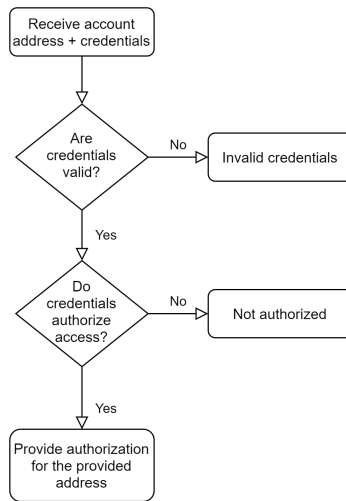 Receive account
address + credentials
Are
credentials
valid?
No
Invalid credentials
Yes
Do
credentials
authorize
access?
No
Not authorized
Yes
Provide authorization
for the provided
address